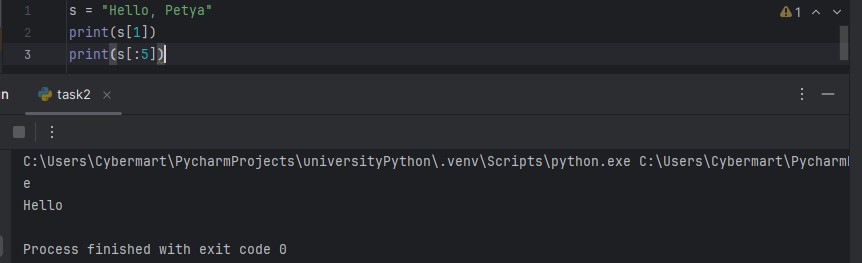 1 s = "Hello, Petya"
1
2 print(s[1])
3 print(s[:5])
n task2
C:\Users\Cybermart\PycharmProjects\universityPython\.venv\Scripts\python.exe C:\Users\Cybermart\Pycharm
e
Hello
Process finished with exit code 0